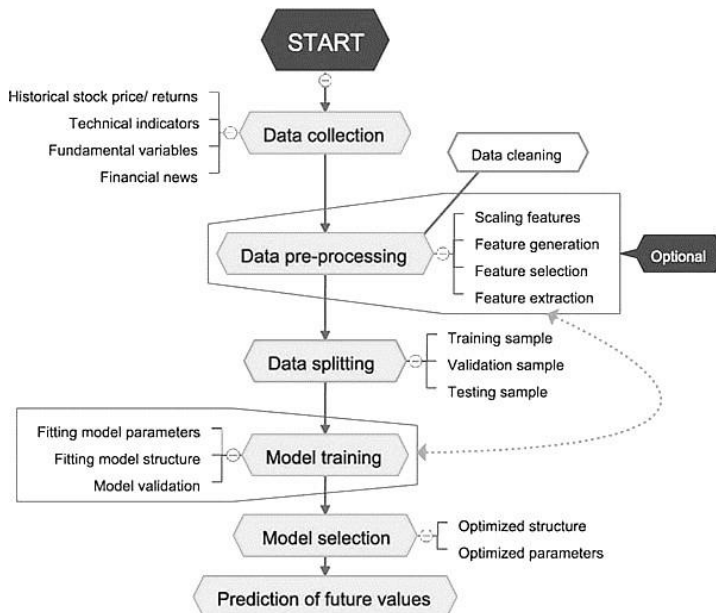 START
Historical stock price/ returns
Technical indicators
Fundamental variables
Financial news
Data collection
Data cleaning
Data pre-processing
Scaling features
Feature generation
Feature selection
Feature extraction
Optional
Data splitting
Training sample
Validation sample
Testing sample
Fitting model parameters
Fitting model structure
Model validation
Model training
Model selection
Optimized structure
Optimized parameters
Prediction of future values